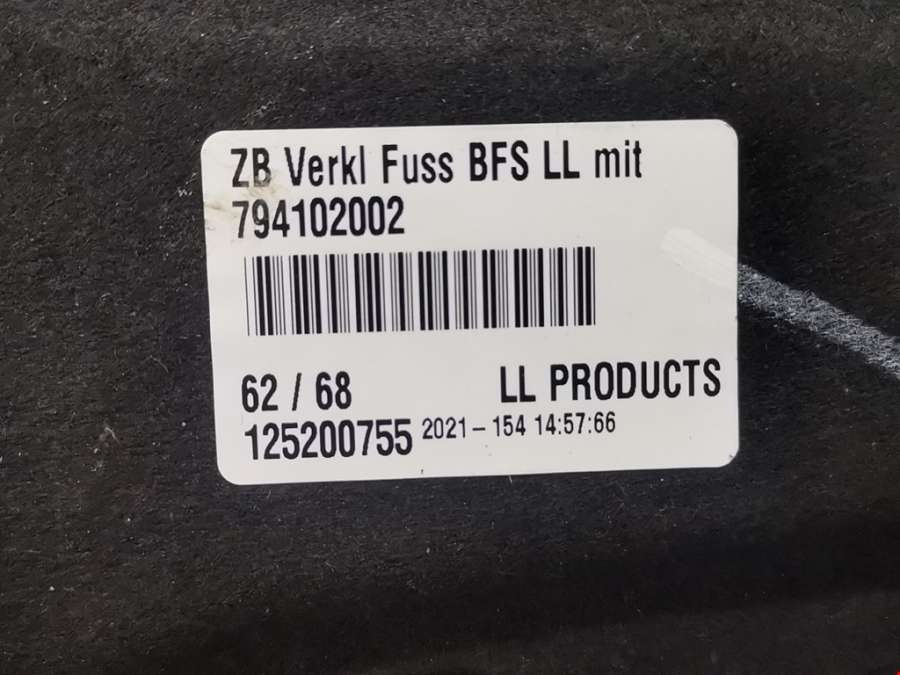 ZB Verkl Fuss BFS LL mit
794102002
62 / 68 LL PRODUCTS
125200755 2021-154 14:57:66